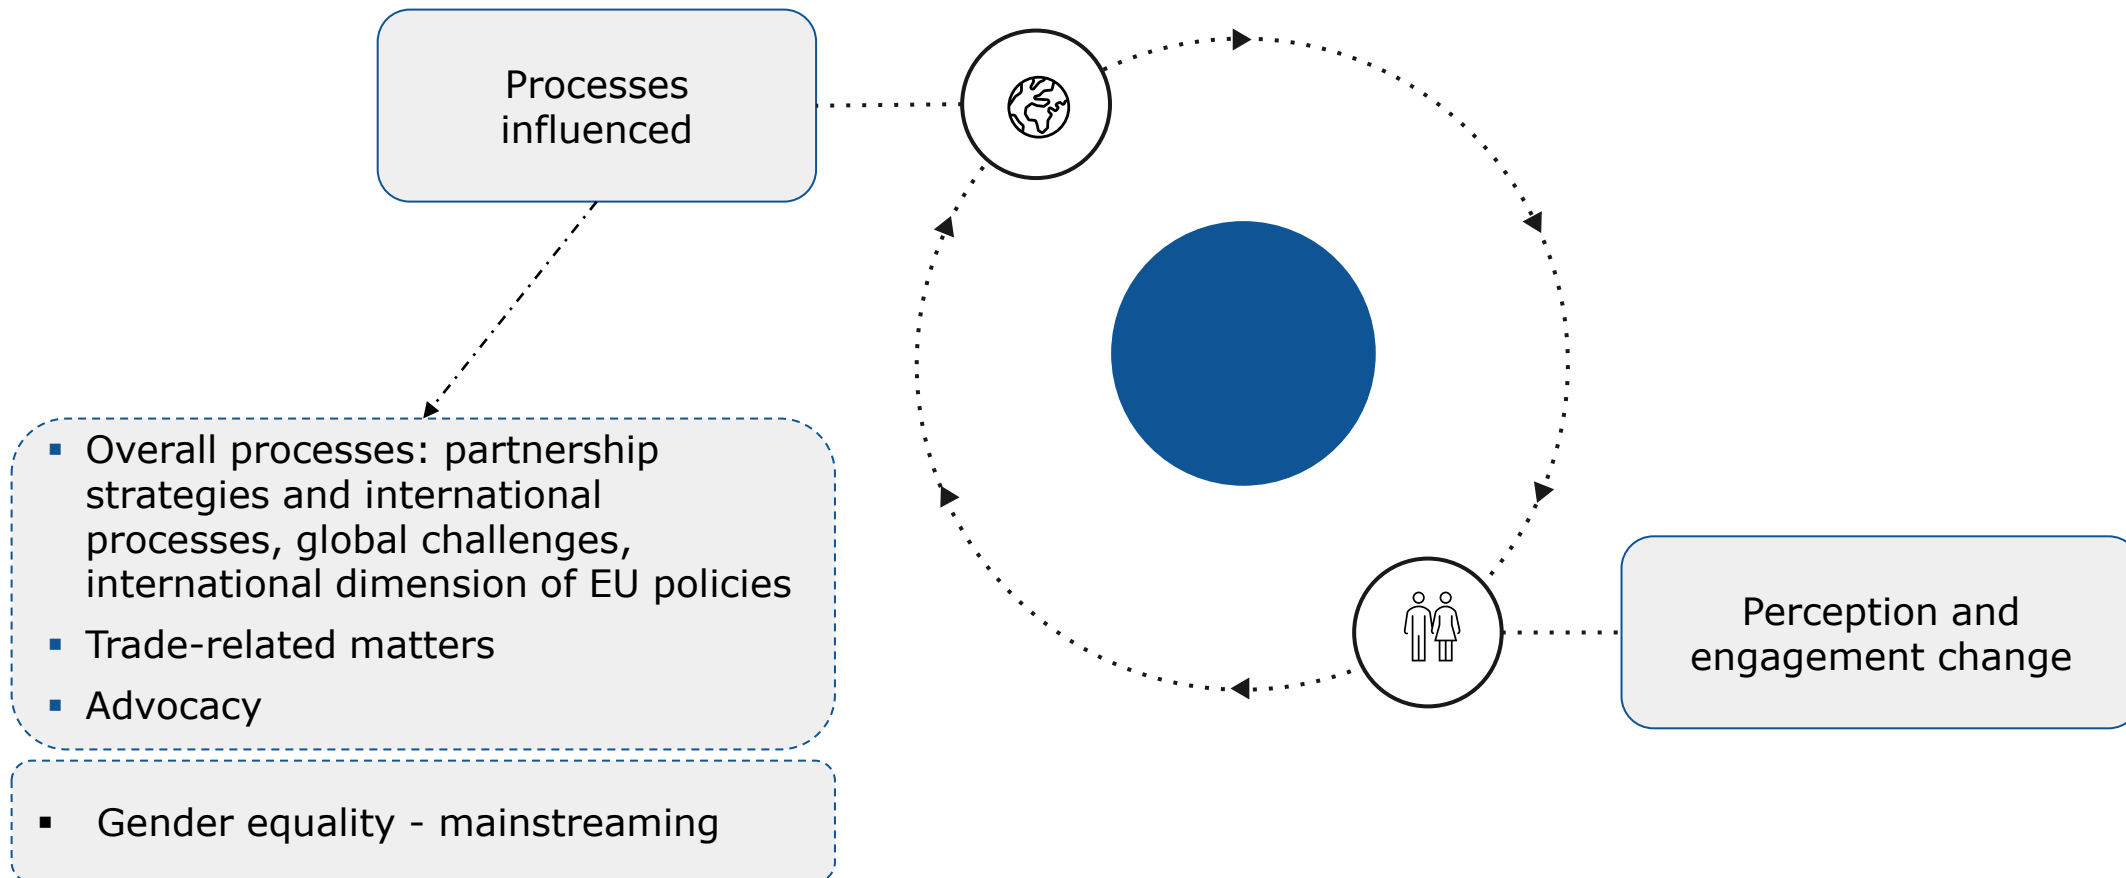 Processes
influenced
▪ Overall processes: partnership
strategies and international
processes, global challenges,
international dimension of EU policies
▪ Trade-related matters
▪ Advocacy
▪ Gender equality - mainstreaming
Perception and
engagement change